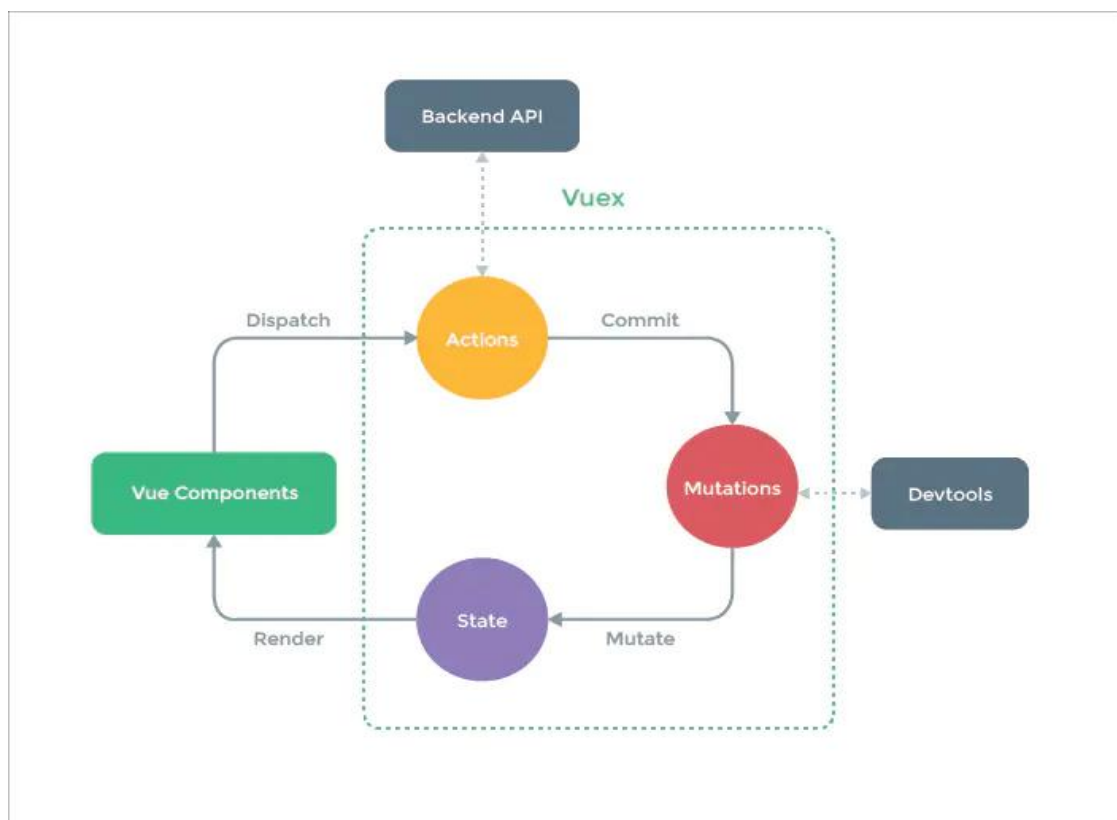 Backend API
Vuex
Dispatch
Actions
Commit
Vue Components
Mutations
Devtools
State
Render
Mutate